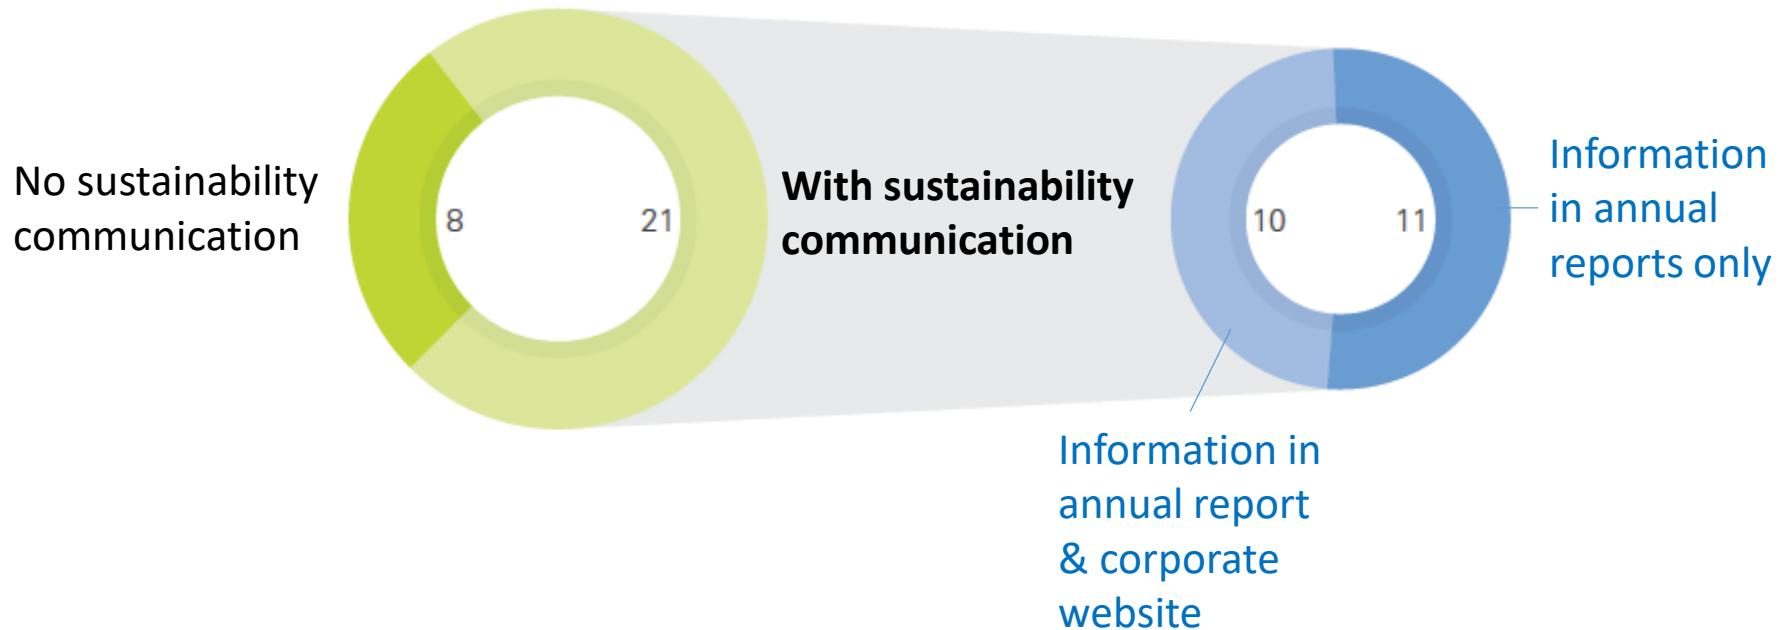 No sustainability
communication
8
21
With sustainability
communication
10
11
Information
in annual
reports only
Information in
annual report
& corporate
website